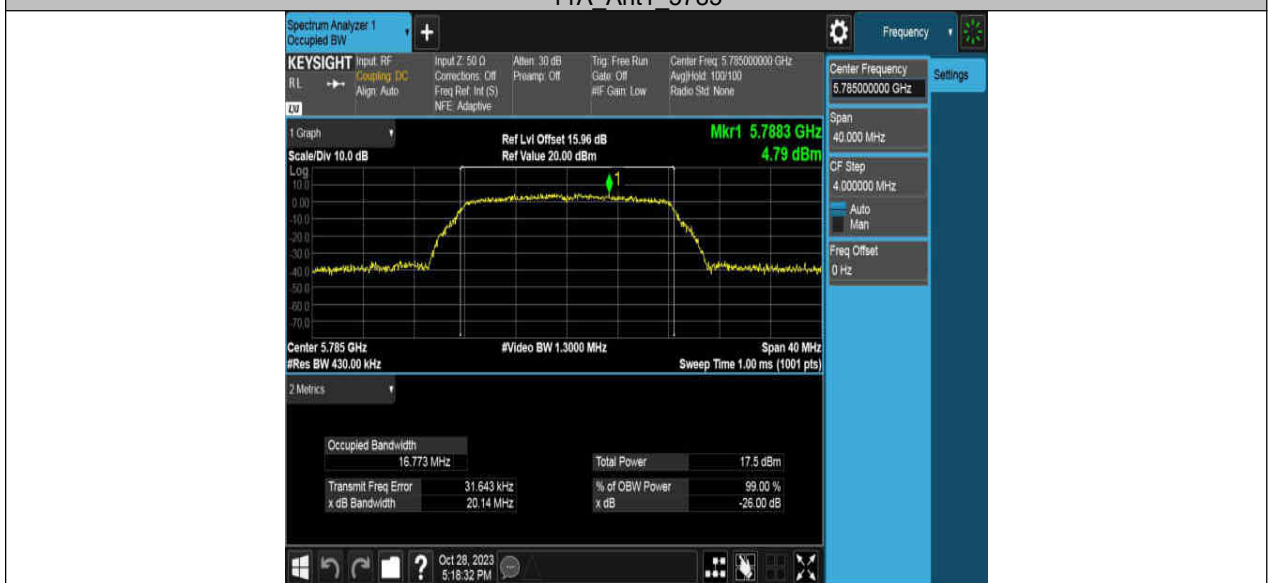 11A_Ant1_5785
Spectrum Analyzer 1
Occupied BW
+
Frequency
KEYSIGHT
RL
LXI
Input: RF
Coupling: DC
Align: Auto
Input Z: 50 Ω
Corrections: Off
Freq Ref: Int (S)
NFE: Adaptive
Atten: 30 dB
Preamp: Off
Trig: Free Run
Gate: Off
#IF Gain: Low
Center Freq: 5.785000000 GHz
Avg|Hold: 100/100
Radio Std: None
Center Frequency
5.785000000 GHz
Settings
Span
40.000 MHz
CF Step
4.000000 MHz
Auto
Man
Freq Offset
0 Hz
1 Graph
Scale/Div 10.0 dB
Ref Lvl Offset 15.96 dB
Ref Value 20.00 dBm
Mkr1 5.7883 GHz
4.79 dBm
Log
10.0
0.00
-10.0
-20.0
-30.0
-40.0
-50.0
-60.0
-70.0
1
Center 5.785 GHz
#Video BW 1.3000 MHz
Span 40 MHz
#Res BW 430.00 kHz
Sweep Time 1.00 ms (1001 pts)
2 Metrics
Occupied Bandwidth
16.773 MHz
Total Power 17.5 dBm
Transmit Freq Error 31.643 kHz
% of OBW Power 99.00 %
x dB Bandwidth 20.14 MHz
x dB -26.00 dB
?
Oct 28, 2023
5:18:32 PM